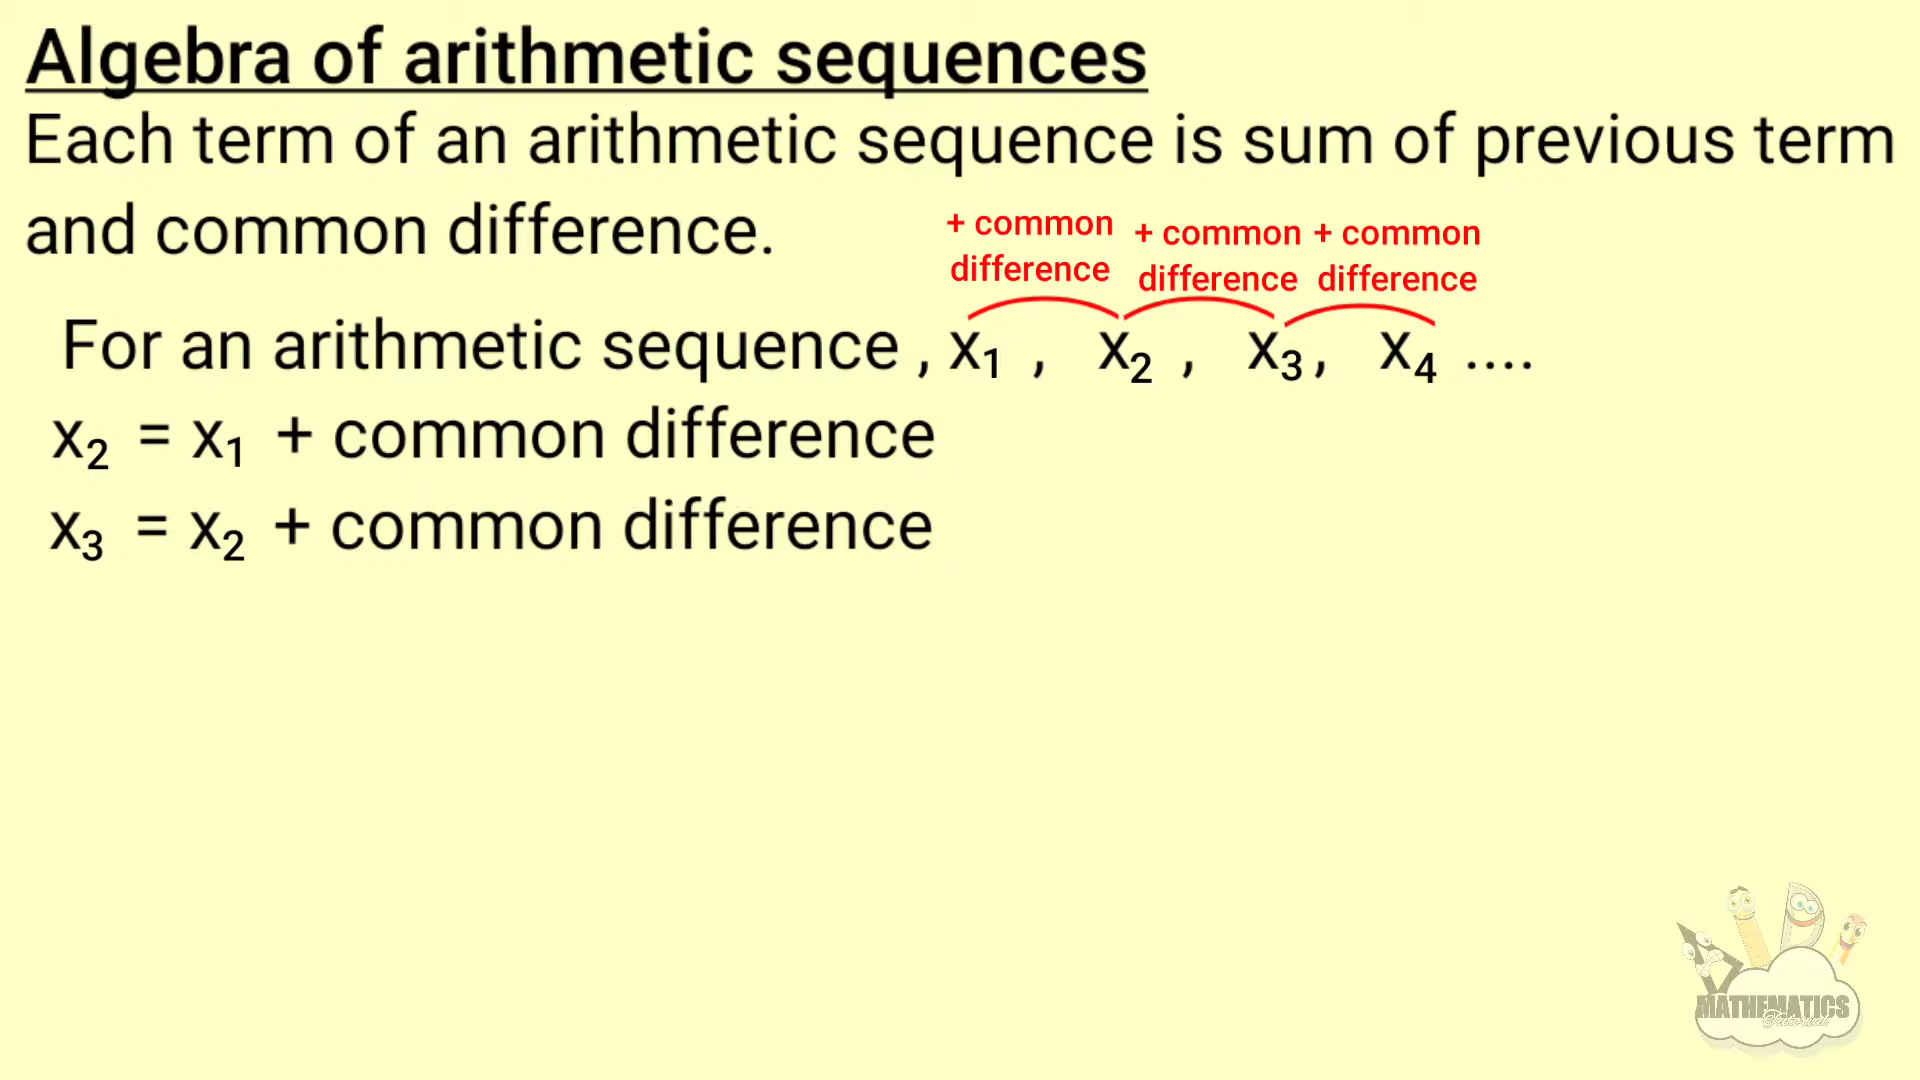 Algebra of arithmetic sequences
Each term of an arithmetic sequence is sum of previous term
and common difference.
+ common + common + common
difference difference difference
For an arithmetic sequence , x₁ , x₂ , x₃, x₄ ....
x₂ = x₁ + common difference
x₃ = x₂ + common difference
MATHEMATICS
Tutorial